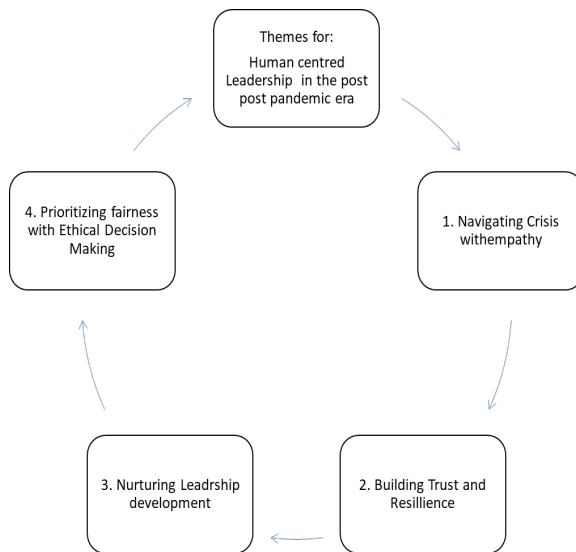 Themes for:
Human centred
Leadership in the post
post pandemic era
1. Navigating Crisis
withempathy
2. Building Trust and
Resillience
3. Nurturing Leadrship
development
4. Prioritizing fairness
with Ethical Decision
Making